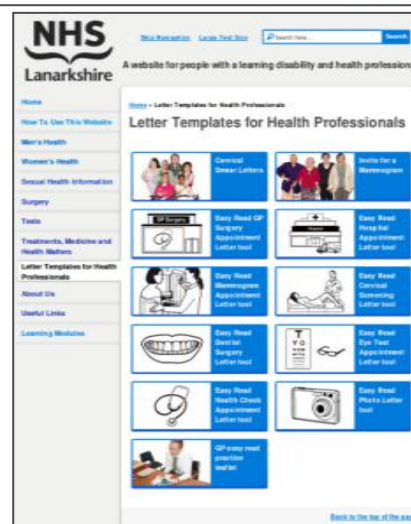 NHS
Lanarkshire
Skip Navigation Large Text Size Search here... Search
A website for people with a learning disability and health profession
Home
How To Use This Website
Men's Health
Women's Health
Sexual Health Information
Surgery
Tests
Treatments, Medicine and
Health Matters
Letter Templates for Health
Professionals
About Us
Useful Links
Learning Modules
Home » Letter Templates for Health Professionals
Letter Templates for Health Professionals
Cervical
Smear Letters
Invite for a
Mammogram
GP Surgery
Easy Read GP
Surgery
Appointment
Letter tool
Hospital
Easy Read
Hospital
Appointment
Letter tool
Easy Read
Mammogram
Appointment
Letter tool
Easy Read
Cervical
Screening
Letter tool
Easy Read
Dental
Surgery
Letter tool
Easy Read
Eye Test
Appointment
Letter tool
Easy Read
Health Check
Appointment
Letter tool
Easy Read
Photo Letter
tool
GP easy read
practice
leaflet
Back to the top of the pa